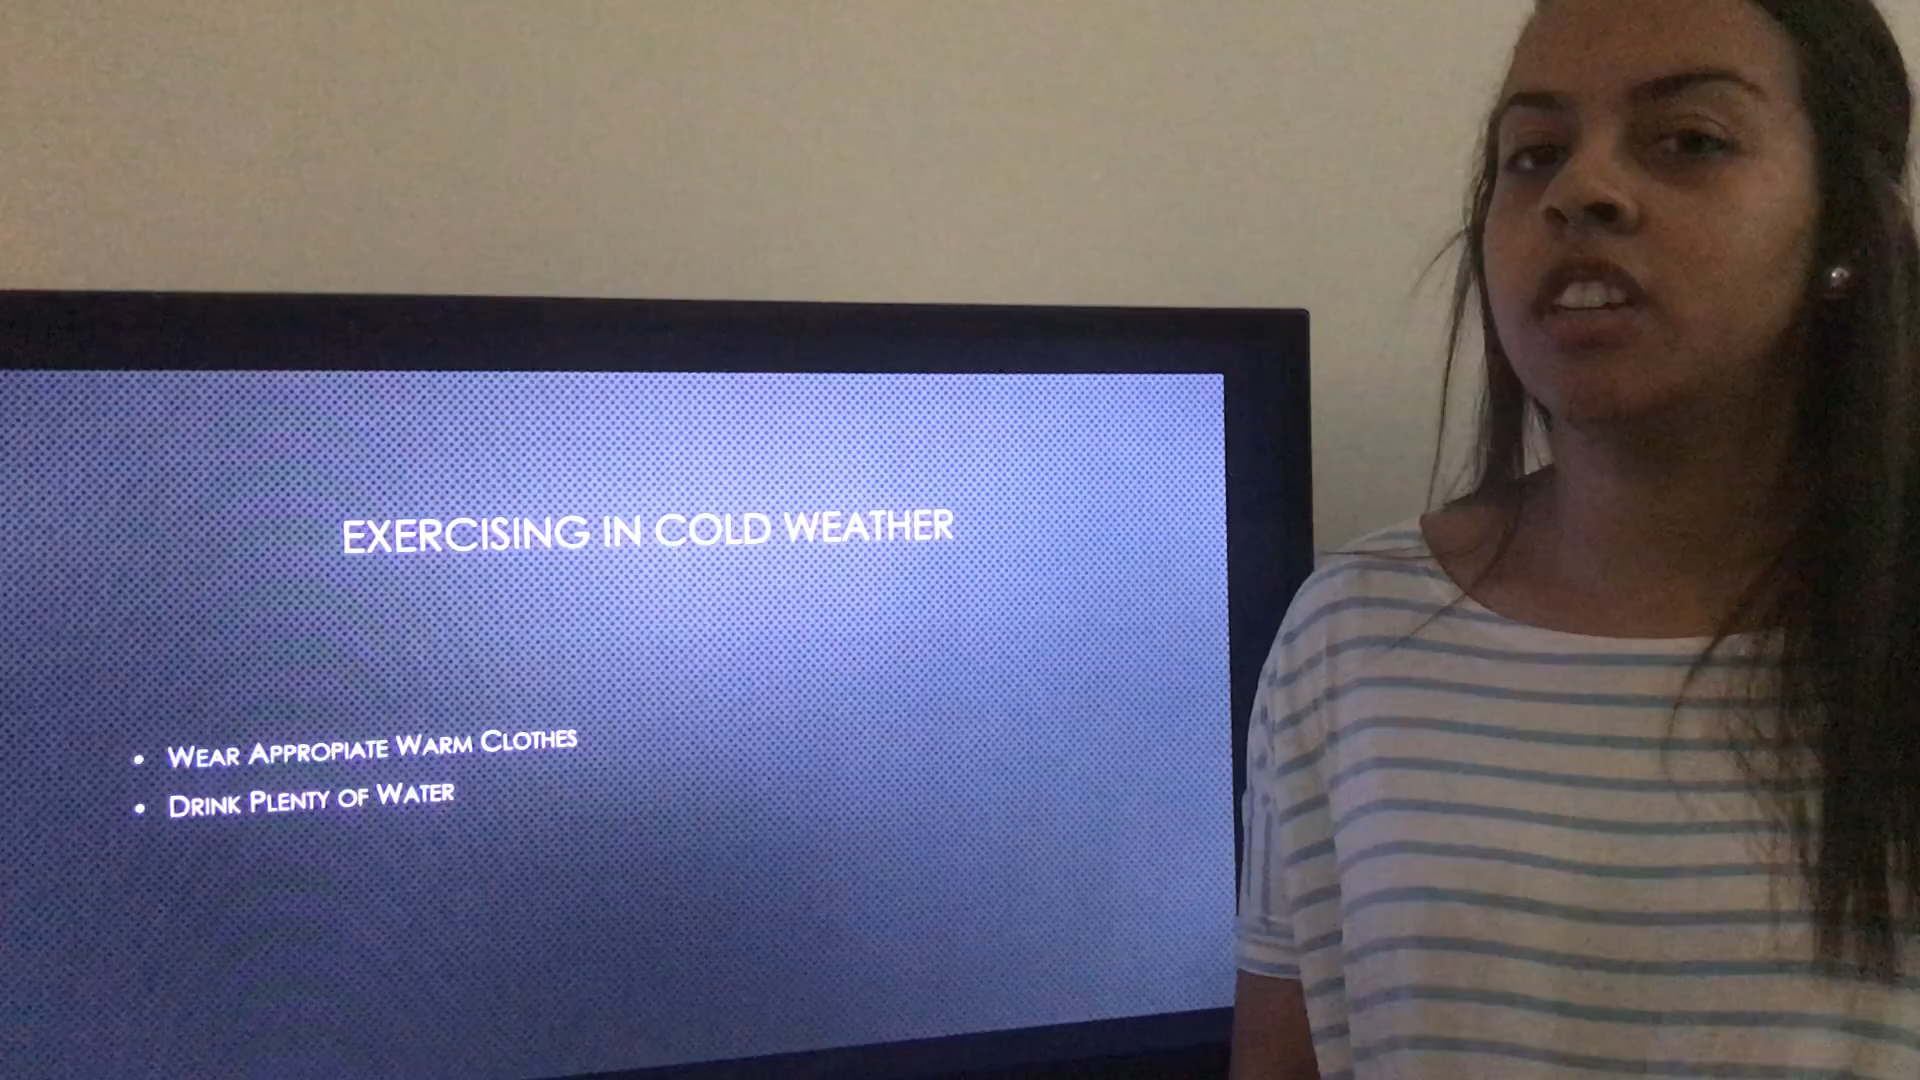 EXERCISING IN COLD WEATHER
• WEAR APPROPIATE WARM CLOTHES
• DRINK PLENTY OF WATER